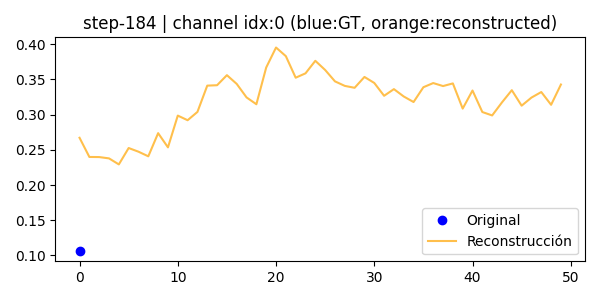 step-184 | channel idx:0 (blue:GT, orange:reconstructed)
0.40
0.35
0.30
0.25
0.20
0.15
0.10
0 10 20 30 40 50
Original
Reconstrucción